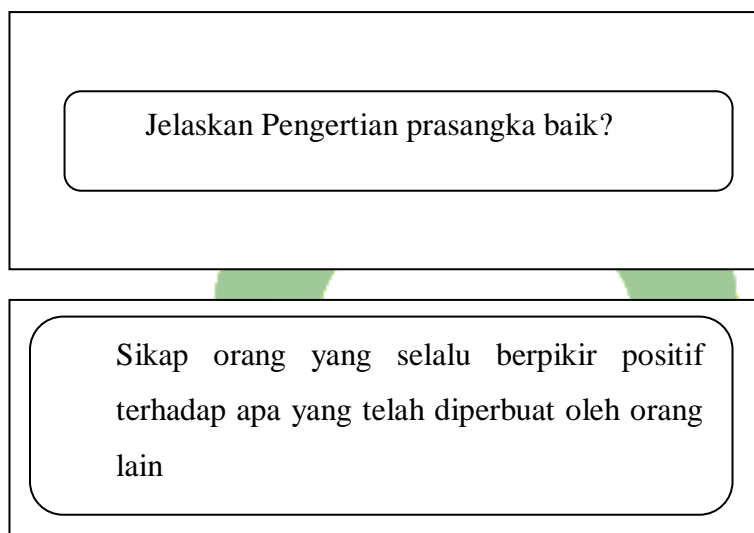 Jelaskan Pengertian prasangka baik?
Sikap orang yang selalu berpikir positif
terhadap apa yang telah diperbuat oleh orang
lain